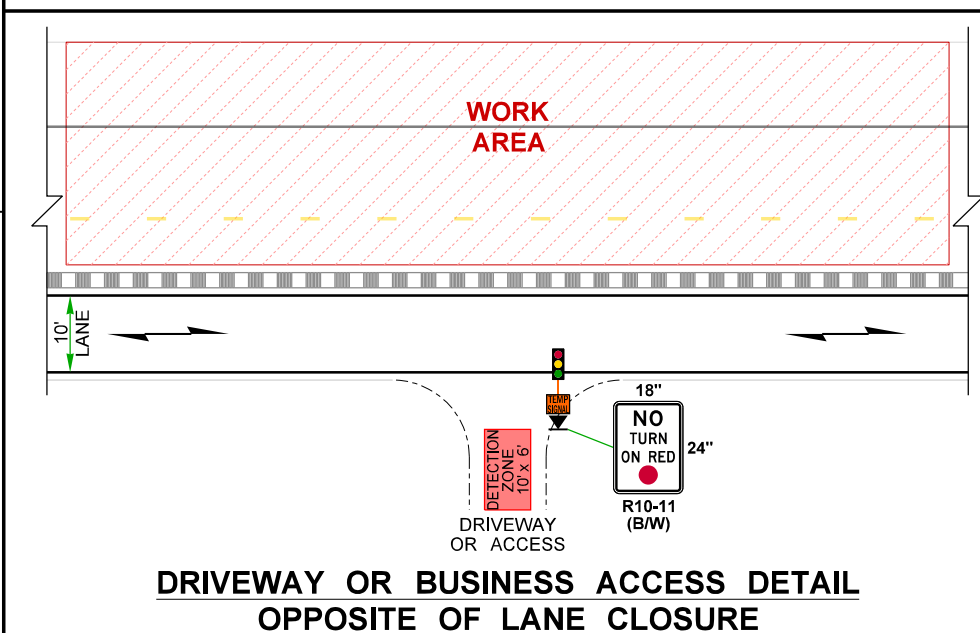 WORK
AREA
10'
LANE
TEMP
SIGNAL
18"
NO
TURN
ON RED
24"
R10-11
(B/W)
DETECTION
ZONE
10' x 6'
DRIVEWAY
OR ACCESS
DRIVEWAY OR BUSINESS ACCESS DETAIL
OPPOSITE OF LANE CLOSURE